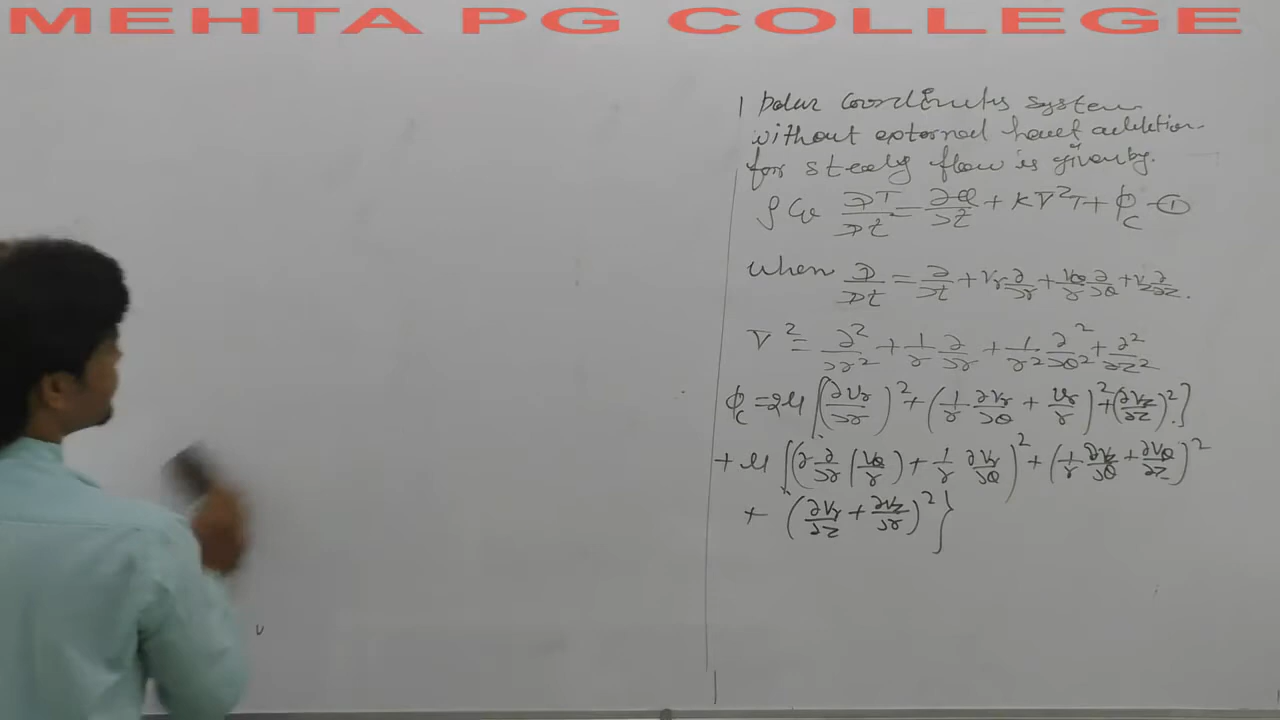 MEHTA PG COLLEGE
Polar coordinates system
without external heat addition
for steady flow is given by.
ρ Cv DT/Dt = ∂Q/∂t + K∇²T + ϕc —①
when D/Dt = ∂/∂t + Vr ∂/∂r + Vθ/r ∂/∂θ + Vz ∂/∂z.
∇² = ∂²/∂r² + 1/r ∂/∂r + 1/r² ∂²/∂θ² + ∂²/∂z²
ϕc = 2μ [(∂Vr/∂r)² + (1/r ∂Vr/∂θ + Vr/r)² + (∂Vz/∂z)².]
+ μ [(r ∂/∂r (Vθ/r) + 1/r ∂Vr/∂θ)² + (1/r ∂Vz/∂θ + ∂Vθ/∂z)²
+ (∂Vr/∂z + ∂Vz/∂r)²}